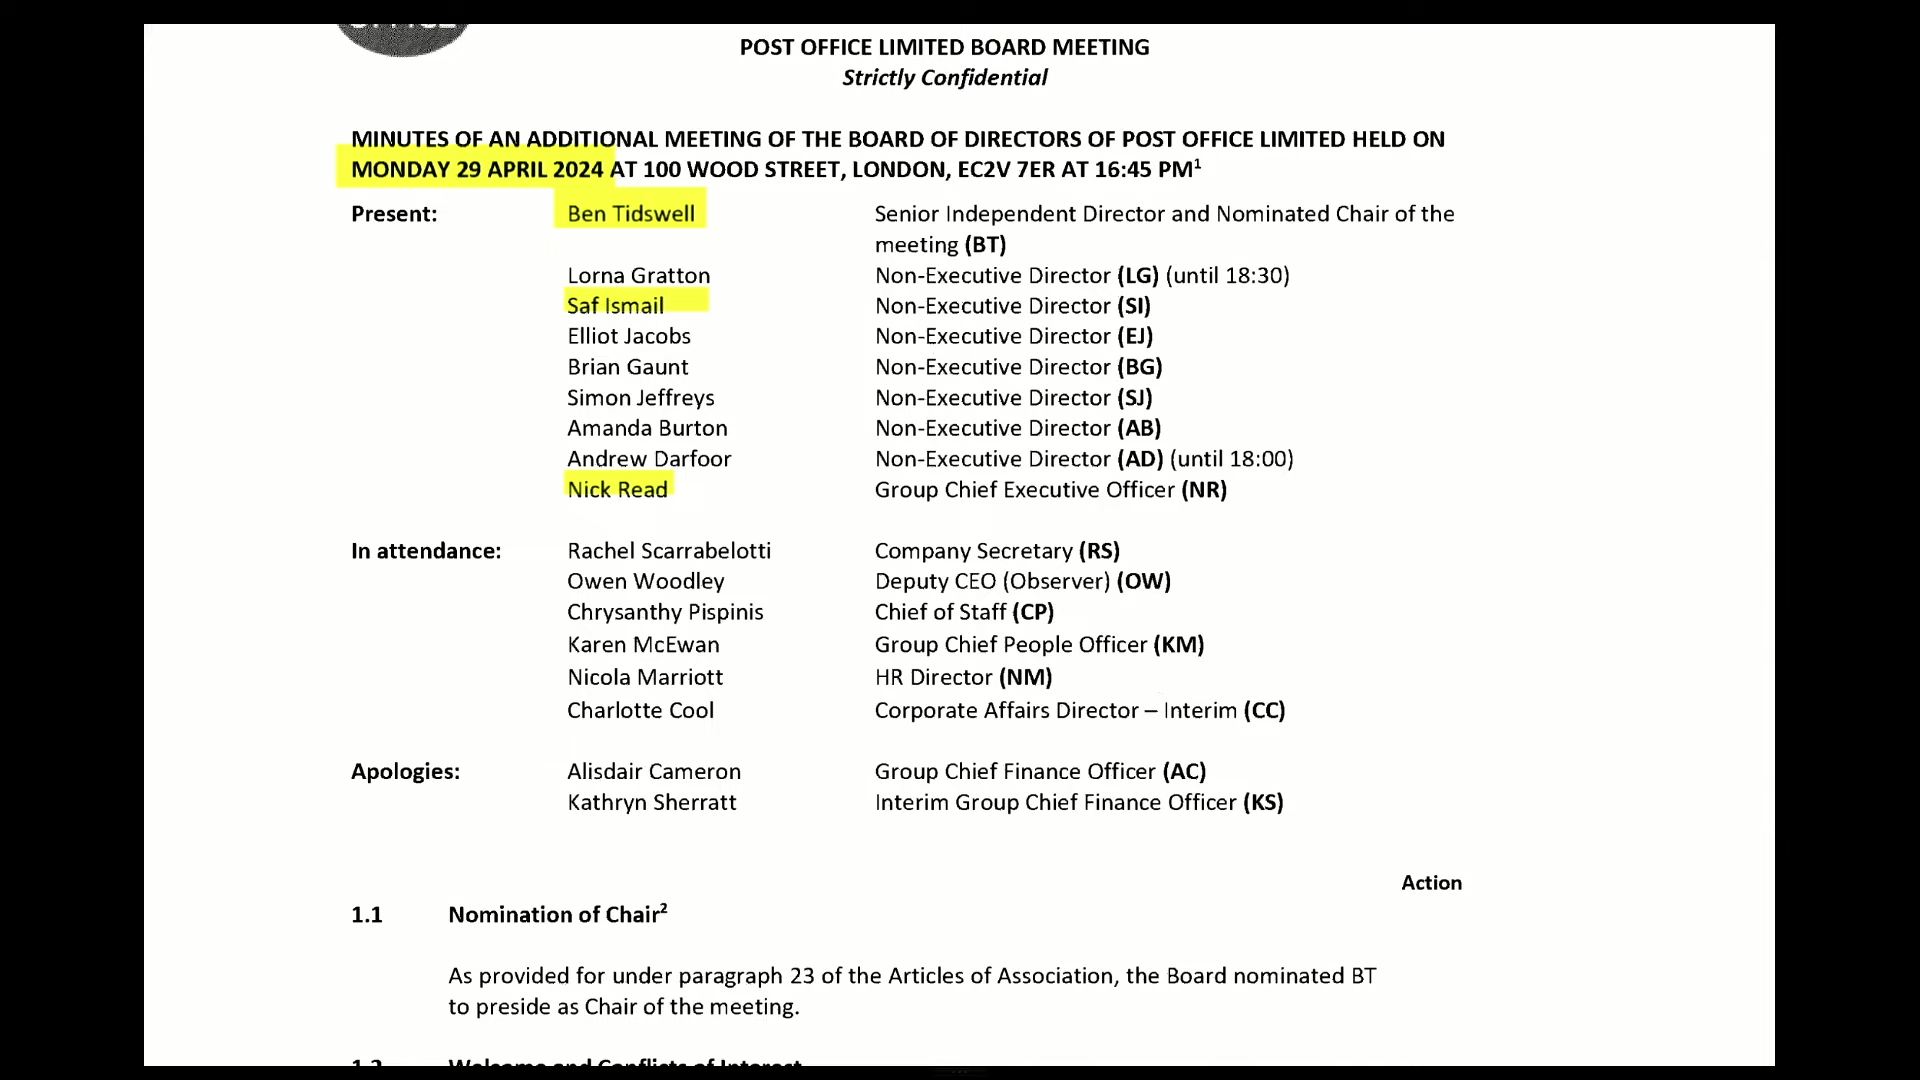 POST OFFICE LIMITED BOARD MEETING
Strictly Confidential
MINUTES OF AN ADDITIONAL MEETING OF THE BOARD OF DIRECTORS OF POST OFFICE LIMITED HELD ON
MONDAY 29 APRIL 2024 AT 100 WOOD STREET, LONDON, EC2V 7ER AT 16:45 PM¹
Present: Ben Tidswell Senior Independent Director and Nominated Chair of the
meeting (BT)
Lorna Gratton Non-Executive Director (LG) (until 18:30)
Saf Ismail Non-Executive Director (SI)
Elliot Jacobs Non-Executive Director (EJ)
Brian Gaunt Non-Executive Director (BG)
Simon Jeffreys Non-Executive Director (SJ)
Amanda Burton Non-Executive Director (AB)
Andrew Darfoor Non-Executive Director (AD) (until 18:00)
Nick Read Group Chief Executive Officer (NR)
In attendance: Rachel Scarrabelotti Company Secretary (RS)
Owen Woodley Deputy CEO (Observer) (OW)
Chrysanthy Pispinis Chief of Staff (CP)
Karen McEwan Group Chief People Officer (KM)
Nicola Marriott HR Director (NM)
Charlotte Cool Corporate Affairs Director – Interim (CC)
Apologies: Alisdair Cameron Group Chief Finance Officer (AC)
Kathryn Sherratt Interim Group Chief Finance Officer (KS)
Action
1.1 Nomination of Chair²
As provided for under paragraph 23 of the Articles of Association, the Board nominated BT
to preside as Chair of the meeting.
1.2 Welcome and Conflicts of Interest